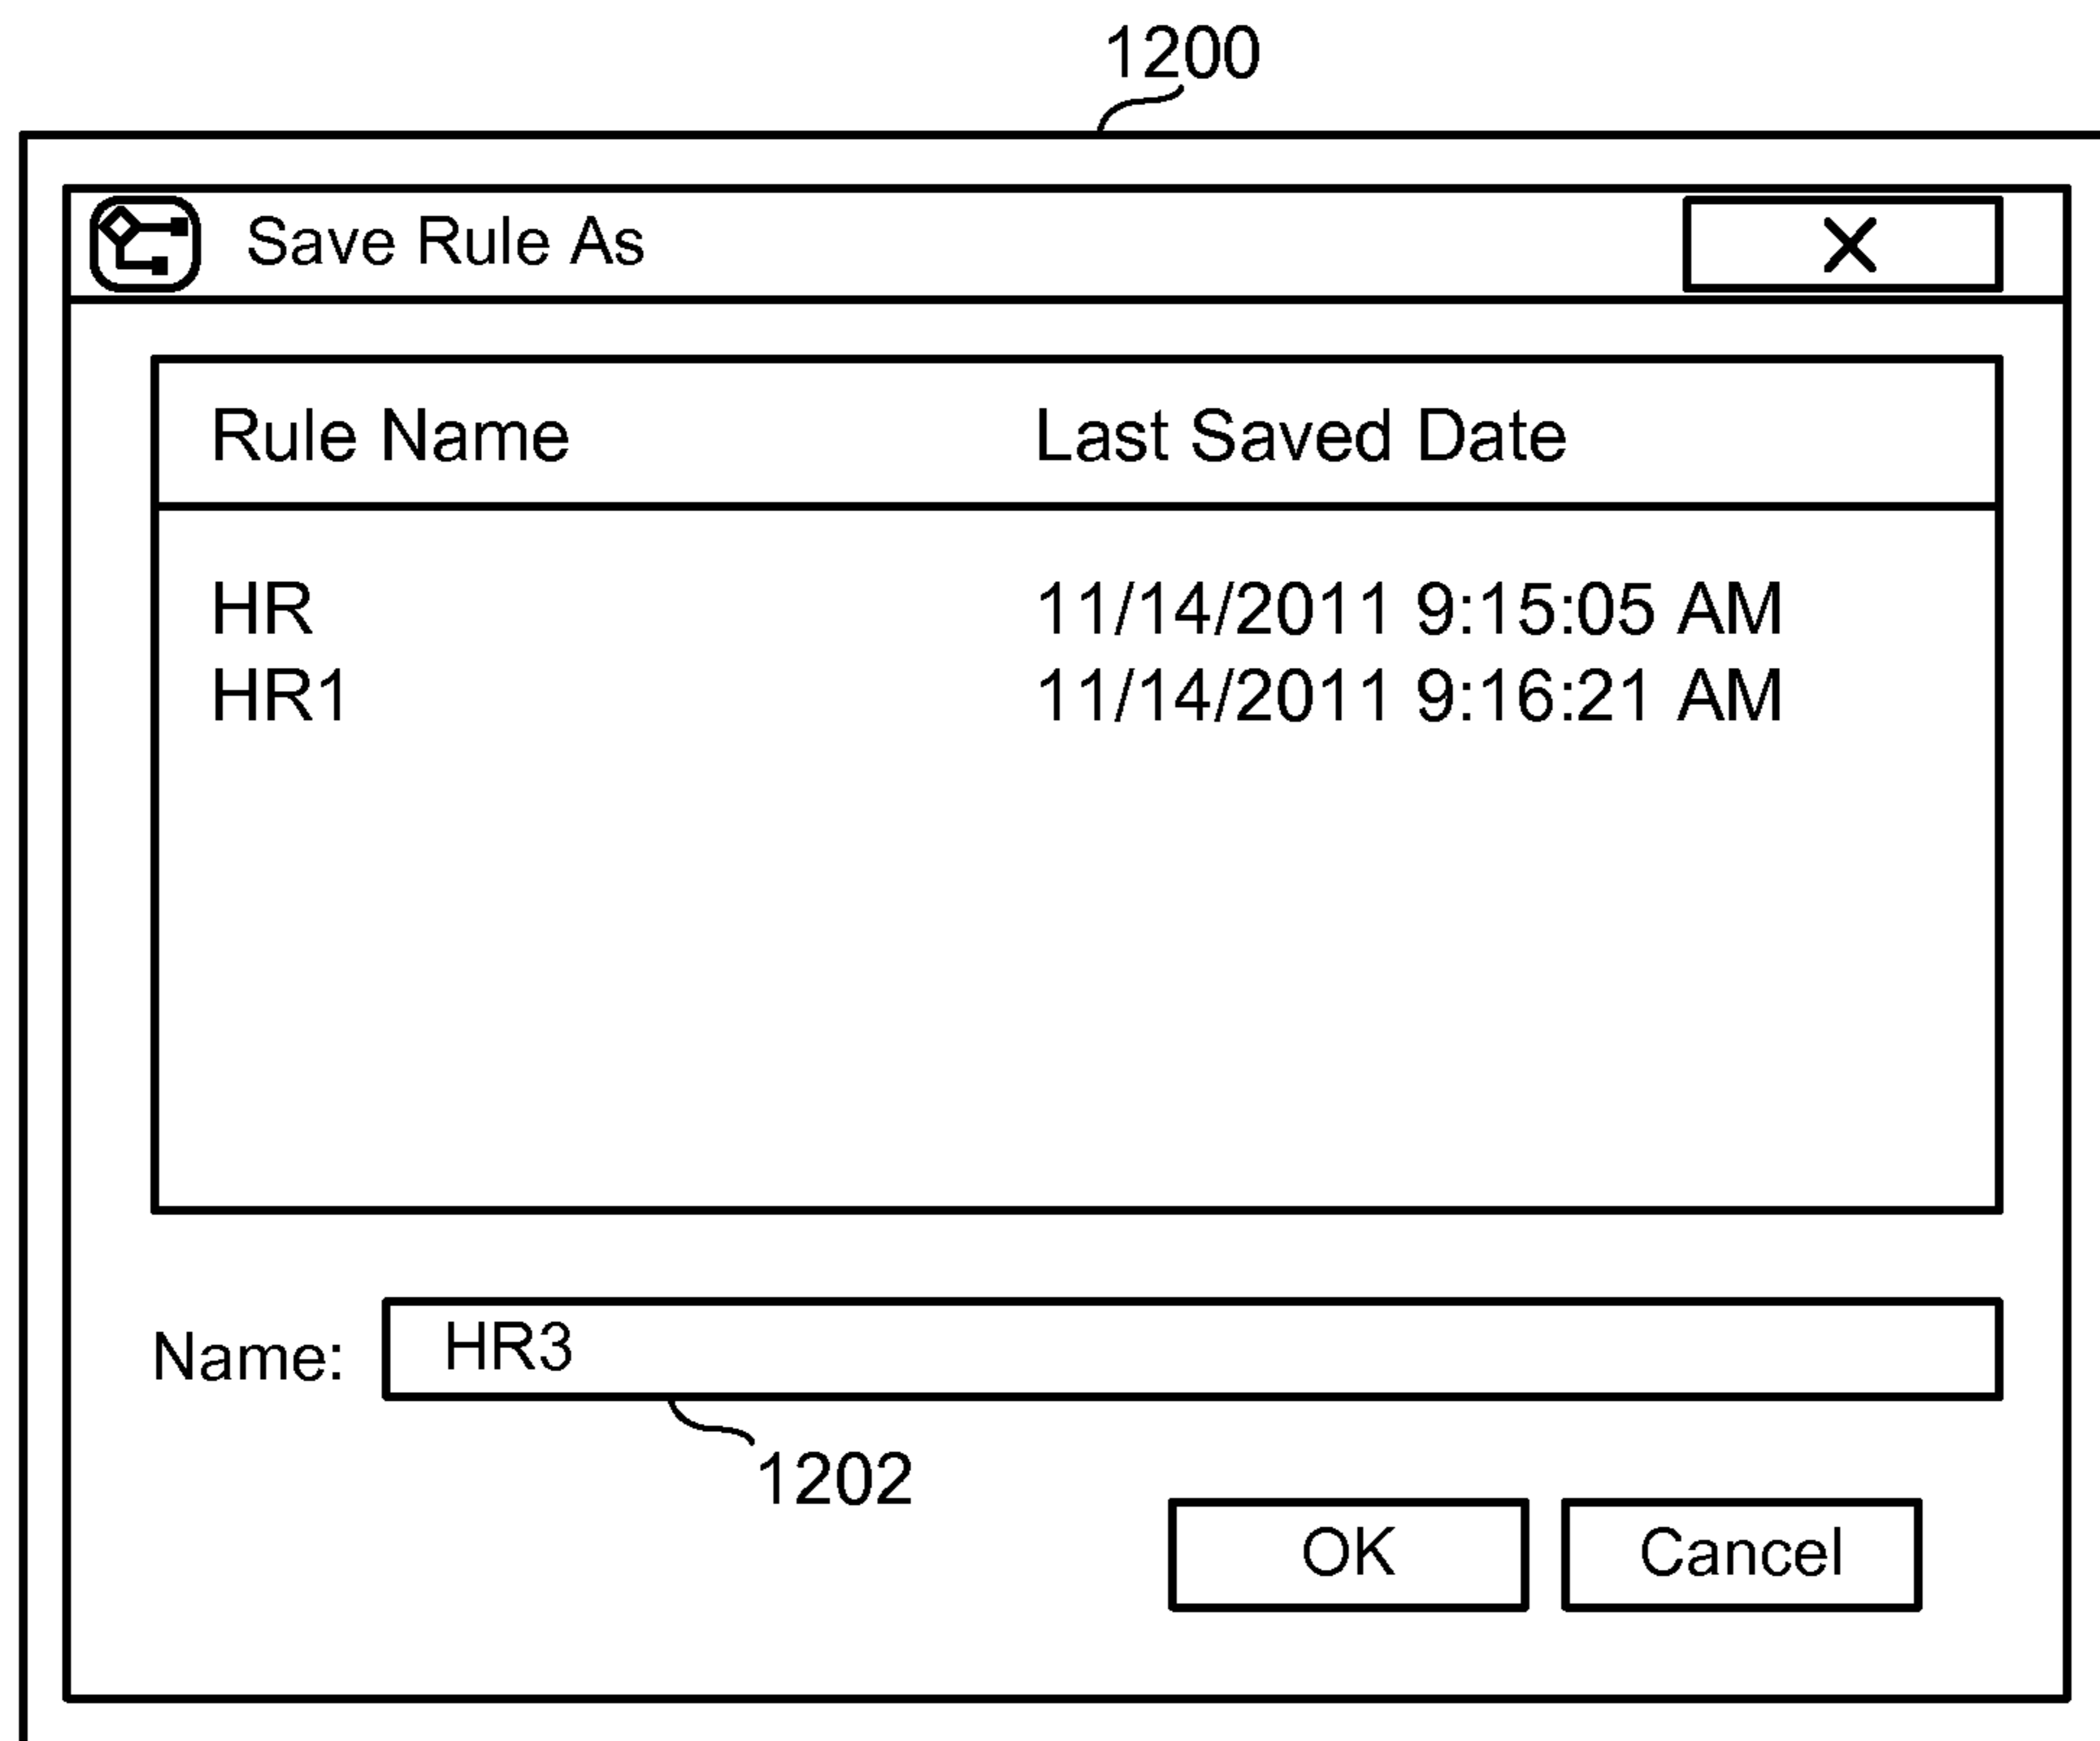 1200
Save Rule As
X
Rule Name Last Saved Date
HR 11/14/2011 9:15:05 AM
HR1 11/14/2011 9:16:21 AM
Name: HR3
1202
OK Cancel